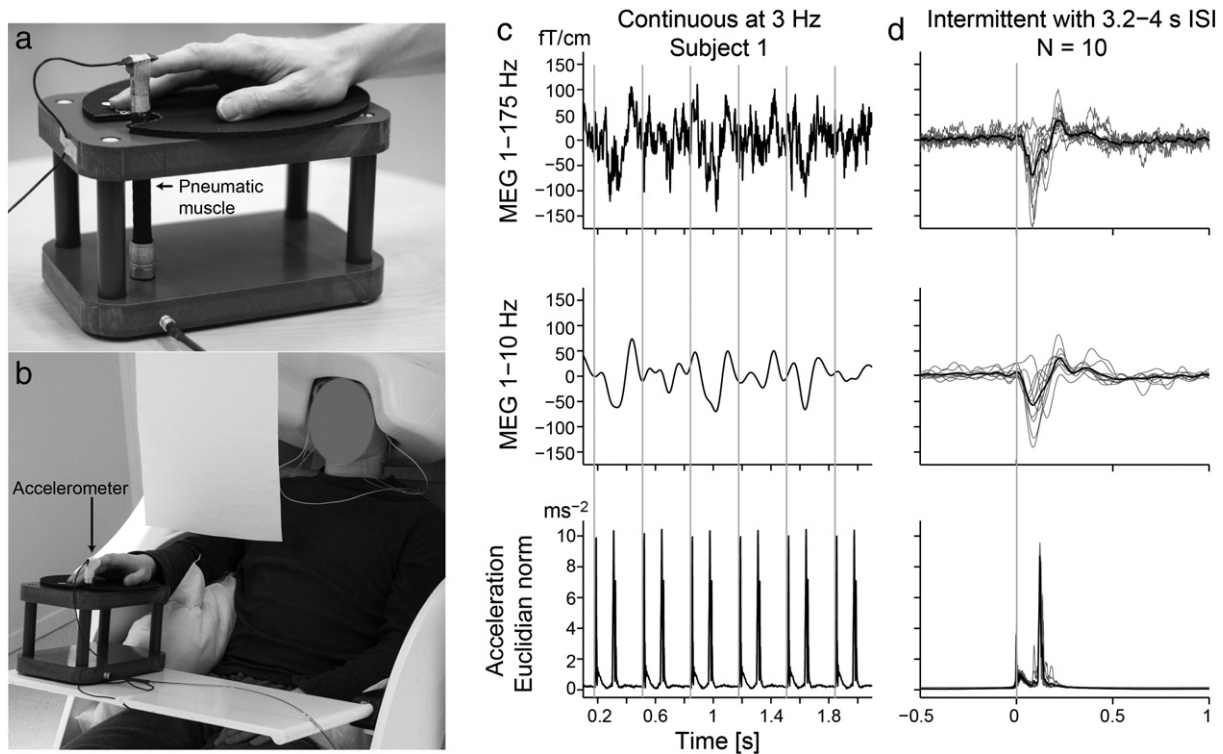 a
Pneumatic
muscle
b
Accelerometer
c
Continuous at 3 Hz
Subject 1
fT/cm
MEG 1–175 Hz
150
100
50
0
−50
−100
−150
MEG 1–10 Hz
150
100
50
0
−50
−100
−150
ms⁻²
Acceleration
Euclidian norm
10
8
6
4
2
0
0.2 0.6 1 1.4 1.8
Time [s]
d
Intermittent with 3.2−4 s ISI
N = 10
−0.5 0 0.5 1